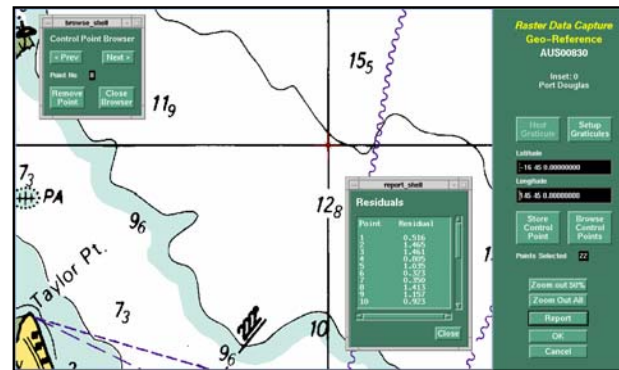 browse_shell
Control Point Browser
< Prev
Next >
Point No
Remove
Point
Close
Browser
11₉
15₅
7₃
PA
12₈
9₆
Taylor Pt.
7₃
9₆
10
report_shell
Residuals
Point Residual
1 0.516
2 1.465
3 1.461
4 0.805
5 1.035
6 0.323
7 0.350
8 1.413
9 1.157
10 0.923
Close
Raster Data Capture
Geo-Reference
AUS00830
Inset: 0
Port Douglas
Next
Graticule
Setup
Graticules
Latitude
-16 45 0.00000000
Longitude
145 45 0.00000000
Store
Control
Point
Browse
Control
Points
Points Selected 22
Zoom out 50%
Zoom Out All
Report
OK
Cancel